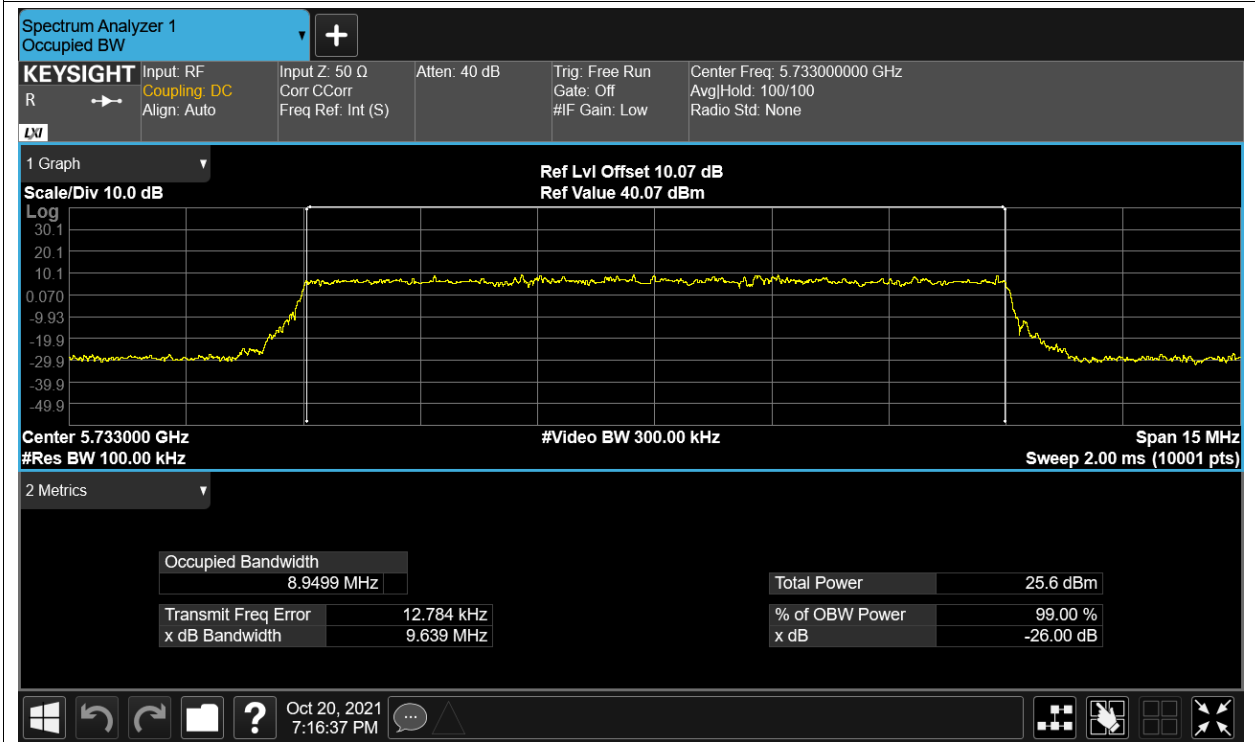 Spectrum Analyzer 1
Occupied BW
KEYSIGHT
R
LXI
Input: RF
Coupling: DC
Align: Auto
Input Z: 50 Ω
Corr CCorr
Freq Ref: Int (S)
Atten: 40 dB
Trig: Free Run
Gate: Off
#IF Gain: Low
Center Freq: 5.733000000 GHz
Avg|Hold: 100/100
Radio Std: None
1 Graph
Scale/Div 10.0 dB
Ref Lvl Offset 10.07 dB
Ref Value 40.07 dBm
Log
30.1
20.1
10.1
0.070
-9.93
-19.9
-29.9
-39.9
-49.9
Center 5.733000 GHz
#Video BW 300.00 kHz
Span 15 MHz
#Res BW 100.00 kHz
Sweep 2.00 ms (10001 pts)
2 Metrics
Occupied Bandwidth
8.9499 MHz
Transmit Freq Error 12.784 kHz
x dB Bandwidth 9.639 MHz
Total Power 25.6 dBm
% of OBW Power 99.00 %
x dB -26.00 dB
?
Oct 20, 2021
7:16:37 PM